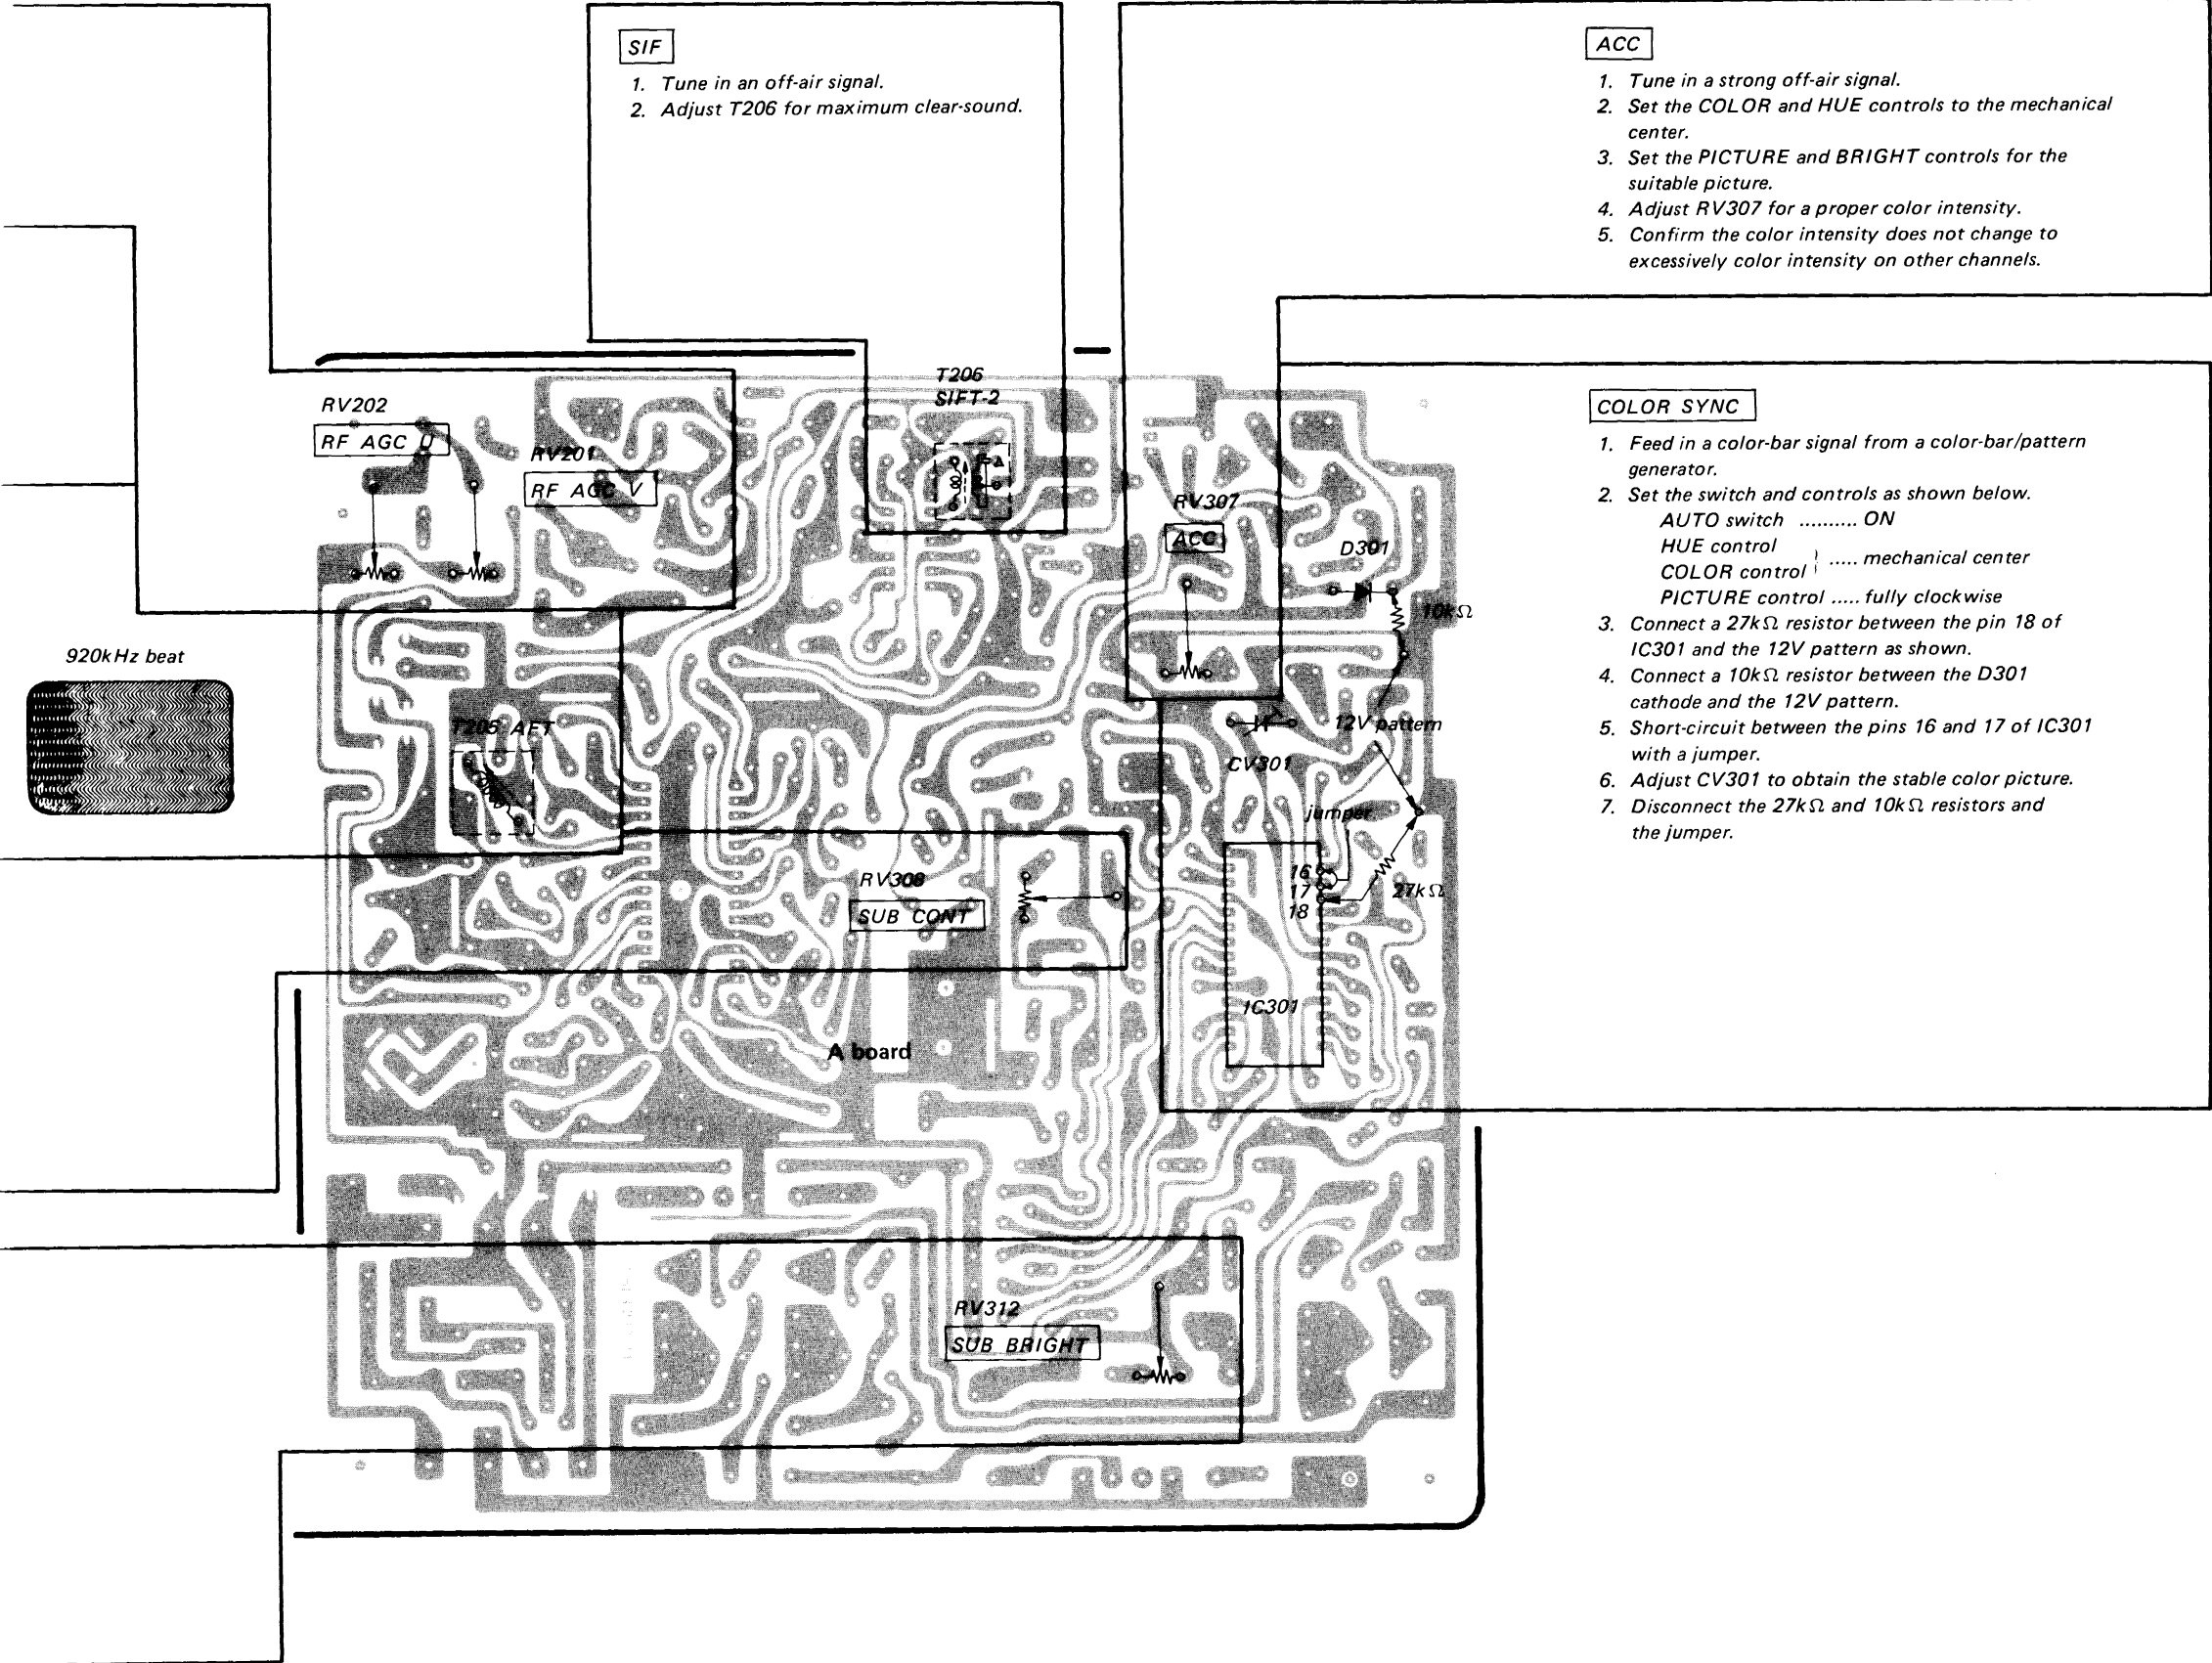 SIF
1. Tune in an off-air signal.
2. Adjust T206 for maximum clear-sound.
ACC
1. Tune in a strong off-air signal.
2. Set the COLOR and HUE controls to the mechanical
center.
3. Set the PICTURE and BRIGHT controls for the
suitable picture.
4. Adjust RV307 for a proper color intensity.
5. Confirm the color intensity does not change to
excessively color intensity on other channels.
COLOR SYNC
1. Feed in a color-bar signal from a color-bar/pattern
generator.
2. Set the switch and controls as shown below.
AUTO switch .......... ON
HUE control
COLOR control } ..... mechanical center
PICTURE control ..... fully clockwise
3. Connect a 27kΩ resistor between the pin 18 of
IC301 and the 12V pattern as shown.
4. Connect a 10kΩ resistor between the D301
cathode and the 12V pattern.
5. Short-circuit between the pins 16 and 17 of IC301
with a jumper.
6. Adjust CV301 to obtain the stable color picture.
7. Disconnect the 27kΩ and 10kΩ resistors and
the jumper.
T206
SIFT-2
RV202
RF AGC U
RV201
RF AGC V
RV307
ACC
D301
10kΩ
920kHz beat
T205 AFT
12V pattern
CV301
jumper
16
17
18
27kΩ
RV308
SUB CONT
IC301
A board
RV312
SUB BRIGHT